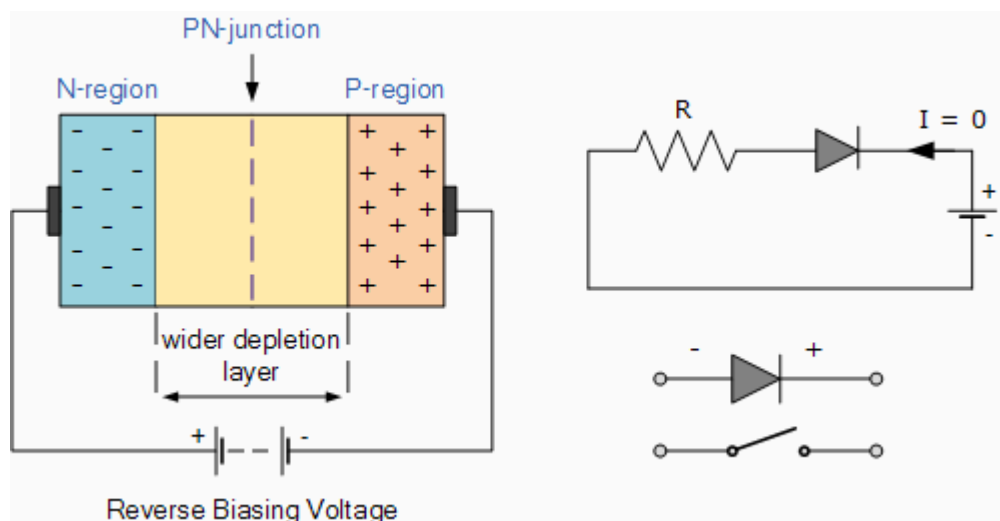 PN-junction
N-region
P-region
- - - - - - - - - - - - - -
+ + + + + + + + + + + + + +
wider depletion
layer
+ -
Reverse Biasing Voltage
R
I = 0
+
-
- +